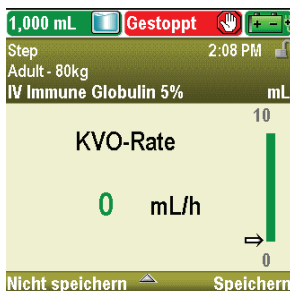 1,000 mL Gestoppt
Step 2:08 PM
Adult - 80kg
IV Immune Globulin 5% mL
10
KVO-Rate
0 mL/h
0
Nicht speichern Speichern